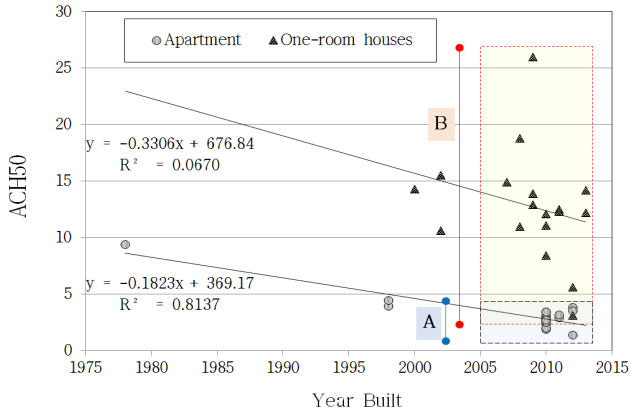 30
Apartment One-room houses
25
B
20
y = -0.3306x + 676.84
R² = 0.0670
15
ACH50
10
y = -0.1823x + 369.17
R² = 0.8137
5
A
0
1975 1980 1985 1990 1995 2000 2005 2010 2015
Year Built